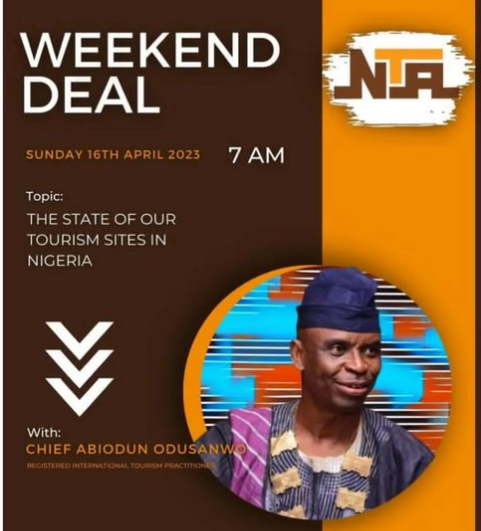 WEEKEND
DEAL
NTA
SUNDAY 16TH APRIL 2023 7 AM
Topic:
THE STATE OF OUR
TOURISM SITES IN
NIGERIA
With:
CHIEF ABIODUN ODUSANWO
REGISTERED INTERNATIONAL TOURISM PRACTITIONER